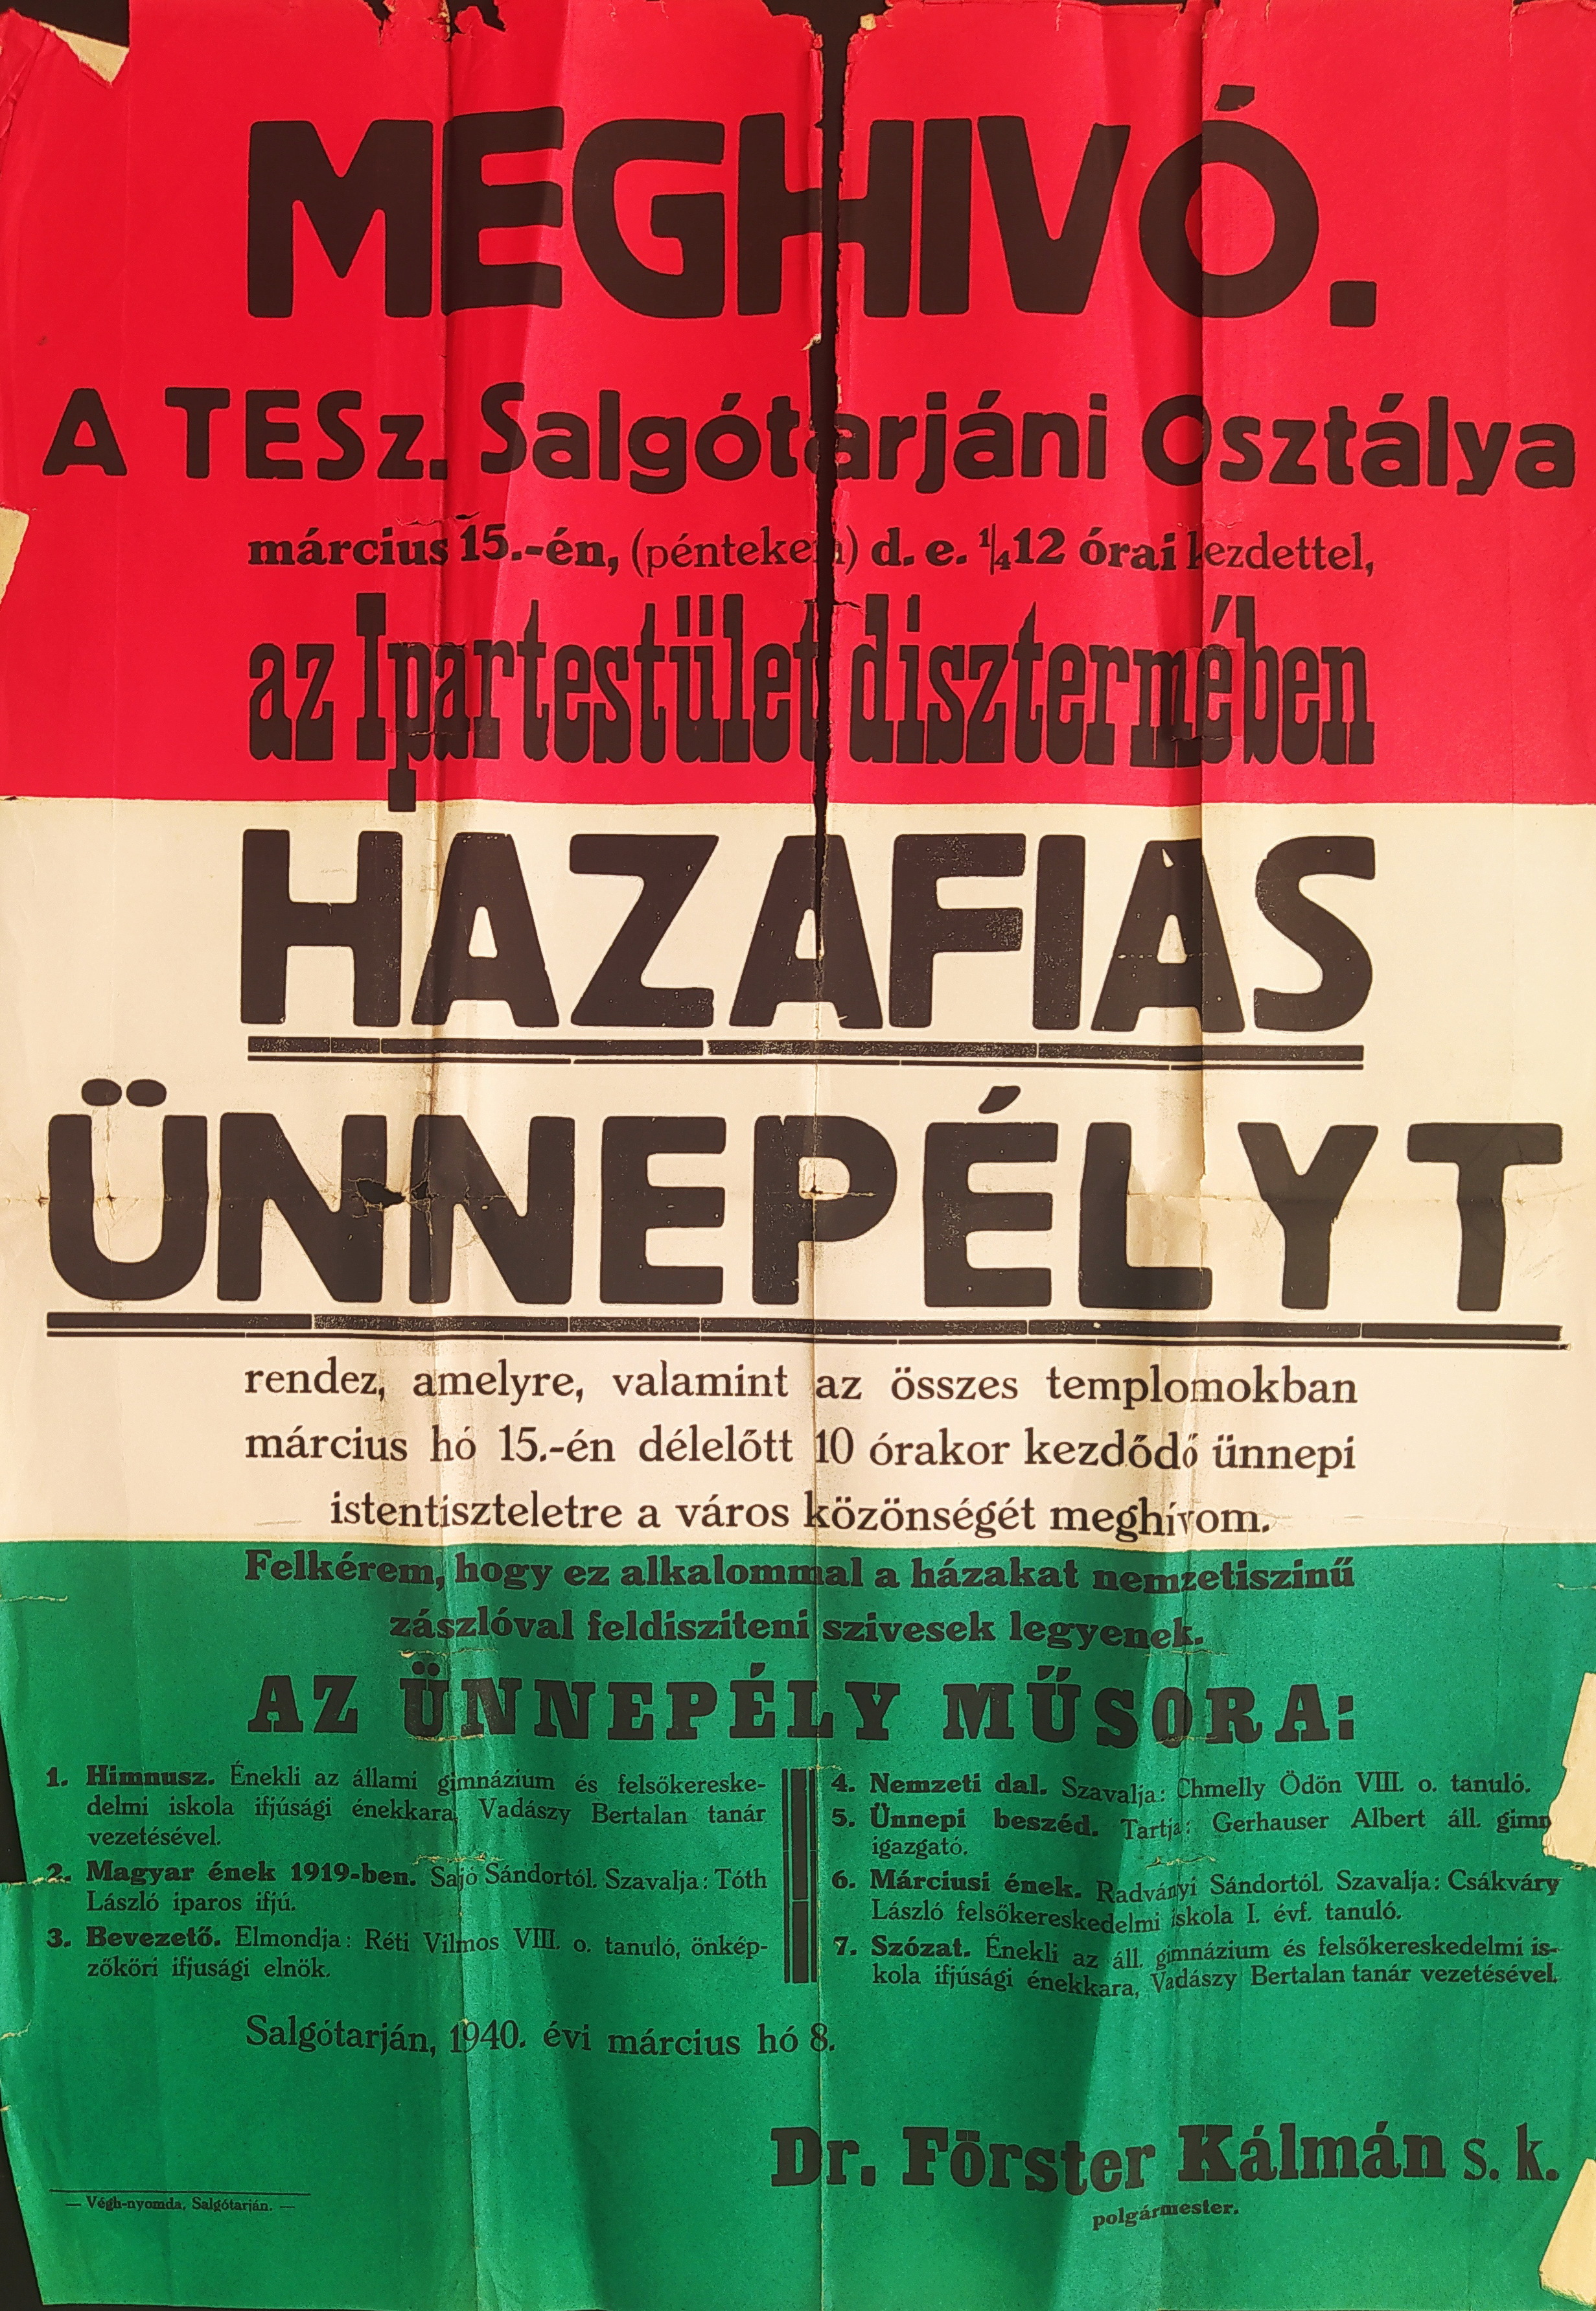 MEGHIVÓ.
A TESz. Salgótarjáni Osztálya
március 15.-én, (pénteken) d. e. ¼12 órai kezdettel,
az Ipartestület disztermében
HAZAFIAS
ÜNNEPÉLYT
rendez, amelyre, valamint az összes templomokban
március hó 15.-én délelőtt 10 órakor kezdődő ünnepi
istentiszteletre a város közönségét meghívom.
Felkérem, hogy ez alkalommal a házakat nemzetiszinű
zászlóval feldisziteni szivesek legyenek.
AZ ÜNNEPÉLY MŰSORA:
1. Himnusz. Énekli az állami gimnázium és felsőkereske-
delmi iskola ifjúsági énekkara, Vadászy Bertalan tanár
vezetésével.
2. Magyar ének 1919-ben. Sajó Sándortól. Szavalja: Tóth
László iparos ifjú.
3. Bevezető. Elmondja: Réti Vilmos VIII. o. tanuló, önkép-
zőköri ifjusági elnök.
4. Nemzeti dal. Szavalja: Chmelly Ödön VIII. o. tanuló.
5. Ünnepi beszéd. Tartja: Gerhauser Albert áll. gimn
igazgató.
6. Márciusi ének. Radványi Sándortól. Szavalja: Csákváry
László felsőkereskedelmi iskola I. évf. tanuló.
7. Szózat. Énekli az áll. gimnázium és felsőkereskedelmi is-
kola ifjúsági énekkara, Vadászy Bertalan tanár vezetésével.
Salgótarján, 1940. évi március hó 8.
Dr. Förster Kálmán s. k.
polgármester.
— Végh-nyomda, Salgótarján. —